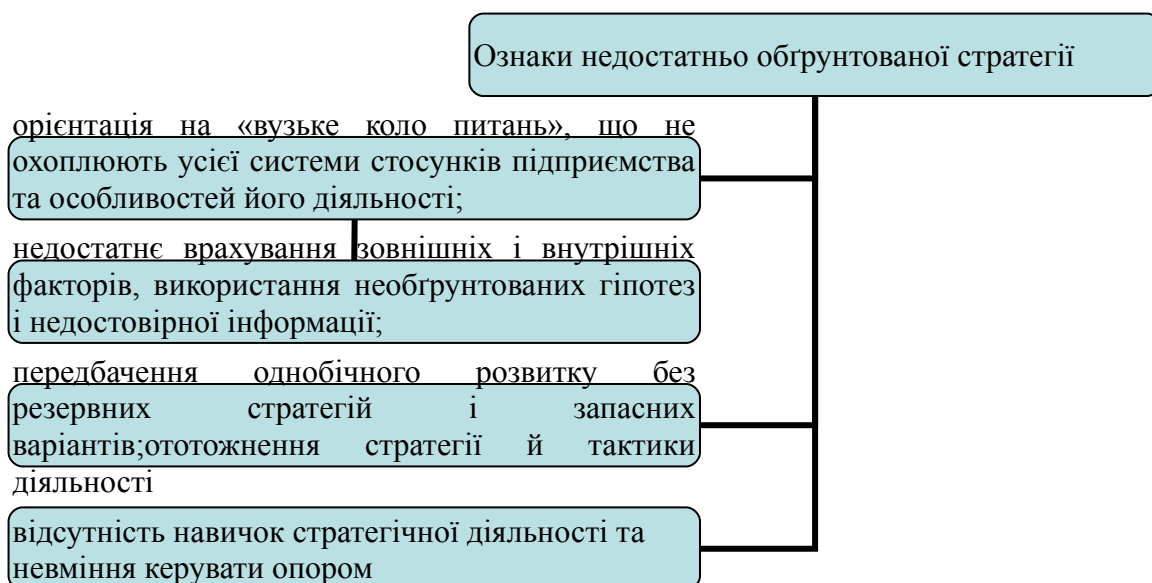 Ознаки недостатньо обґрунтованої стратегії
орієнтація на «вузьке коло питань», що не
охоплюють усієї системи стосунків підприємства
та особливостей його діяльності;
недостатнє врахування зовнішніх і внутрішніх
факторів, використання необґрунтованих гіпотез
і недостовірної інформації;
передбачення однобічного розвитку без
резервних стратегій і запасних
варіантів;ототожнення стратегії й тактики
діяльності
відсутність навичок стратегічної діяльності та
невміння керувати опором